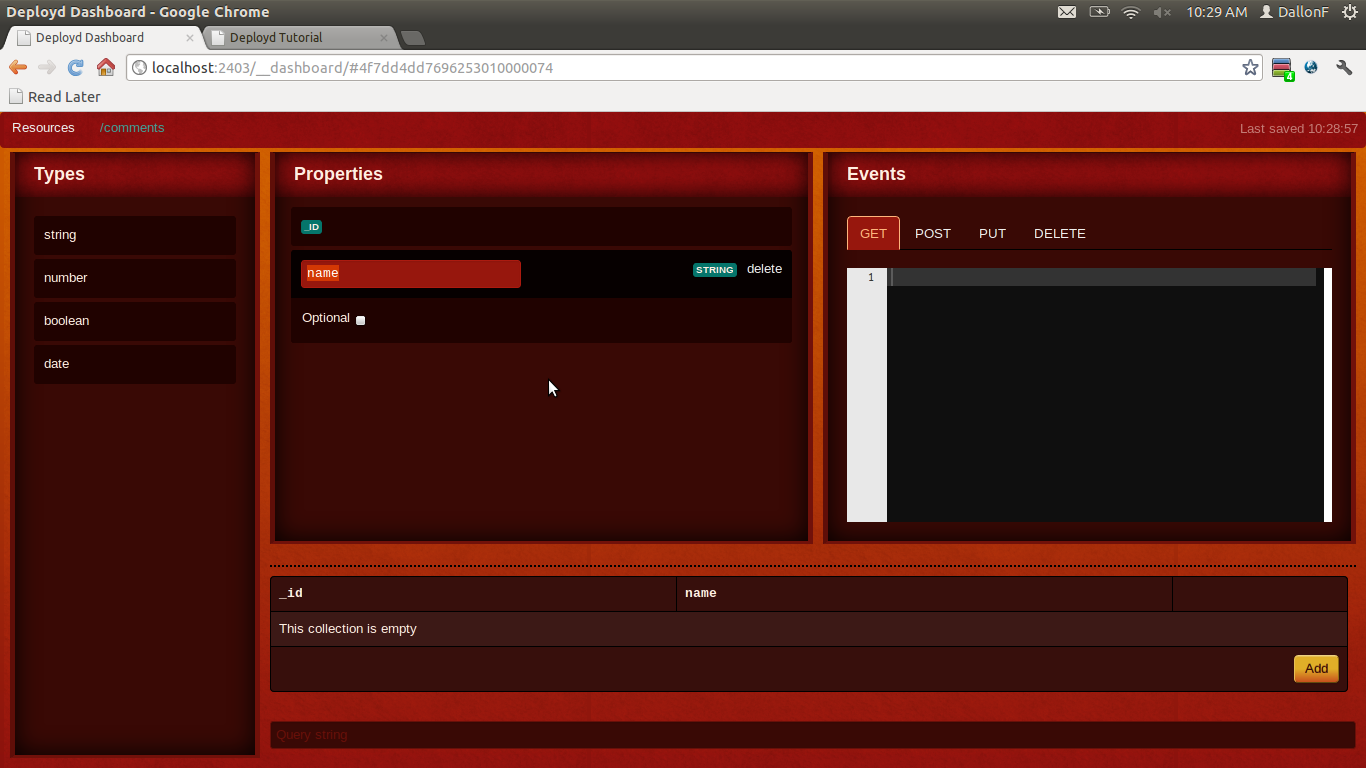 Deployd Dashboard - Google Chrome
10:29 AM DallonF
Deployd Dashboard
Deployd Tutorial
localhost:2403/__dashboard/#4f7dd4dd7696253010000074
4
Read Later
Resources /comments
Last saved 10:28:57
Types
string
number
boolean
date
Properties
_ID
name STRING delete
Optional
Events
GET POST PUT DELETE
1
_id name
This collection is empty
Add
Query string